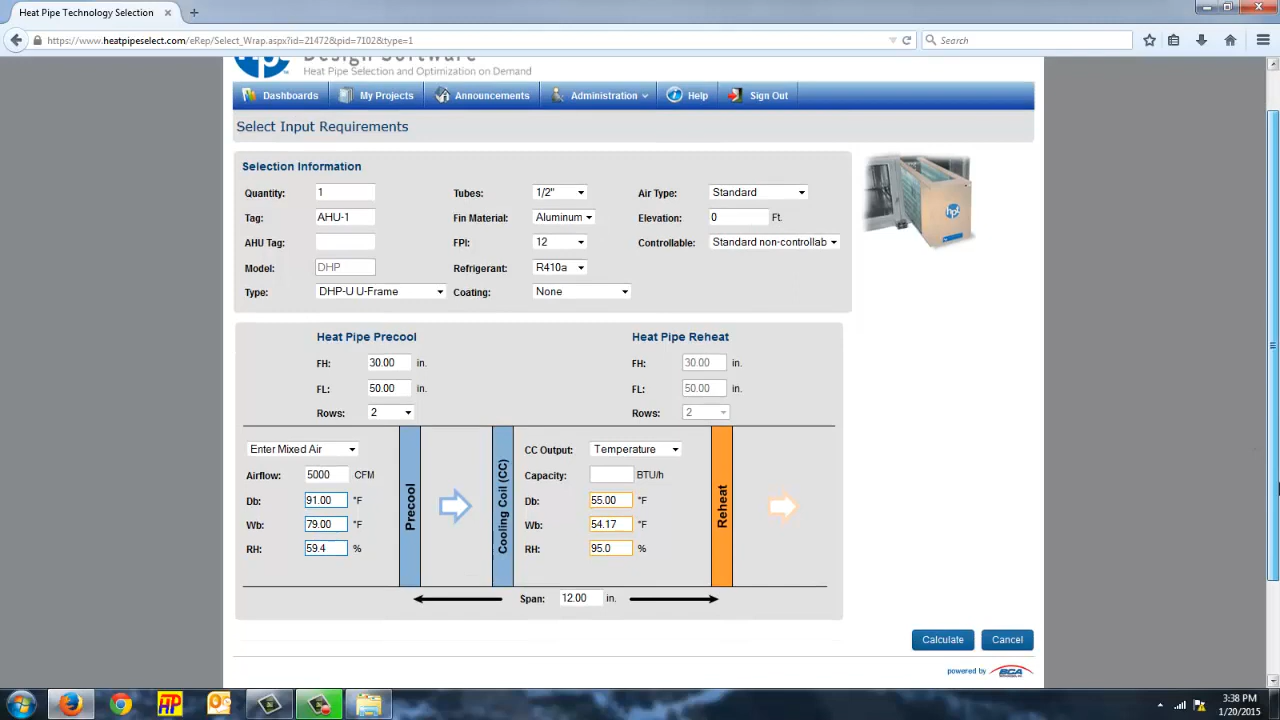 Heat Pipe Technology Selection
https://www.heatpipeselect.com/eRep/Select_Wrap.aspx?id=21472&pid=7102&type=1
Search
hpt Design Software
Heat Pipe Selection and Optimization on Demand
Dashboards My Projects Announcements Administration Help Sign Out
Select Input Requirements
Selection Information
Quantity: 1 Tubes: 1/2" Air Type: Standard
Tag: AHU-1 Fin Material: Aluminum Elevation: 0 Ft.
AHU Tag: FPI: 12 Controllable: Standard non-controllab
Model: DHP Refrigerant: R410a
Type: DHP-U U-Frame Coating: None
hpt
Heat Pipe Precool Heat Pipe Reheat
FH: 30.00 in. FH: 30.00 in.
FL: 50.00 in. FL: 50.00 in.
Rows: 2 Rows: 2
Enter Mixed Air CC Output: Temperature
Airflow: 5000 CFM Capacity: BTU/h
Db: 91.00 °F Db: 55.00 °F
Wb: 79.00 °F Wb: 54.17 °F
RH: 59.4 % RH: 95.0 %
Precool
Cooling Coil (CC)
Reheat
Span: 12.00 in.
Calculate Cancel
powered by BCA
HP
3:38 PM
1/20/2015